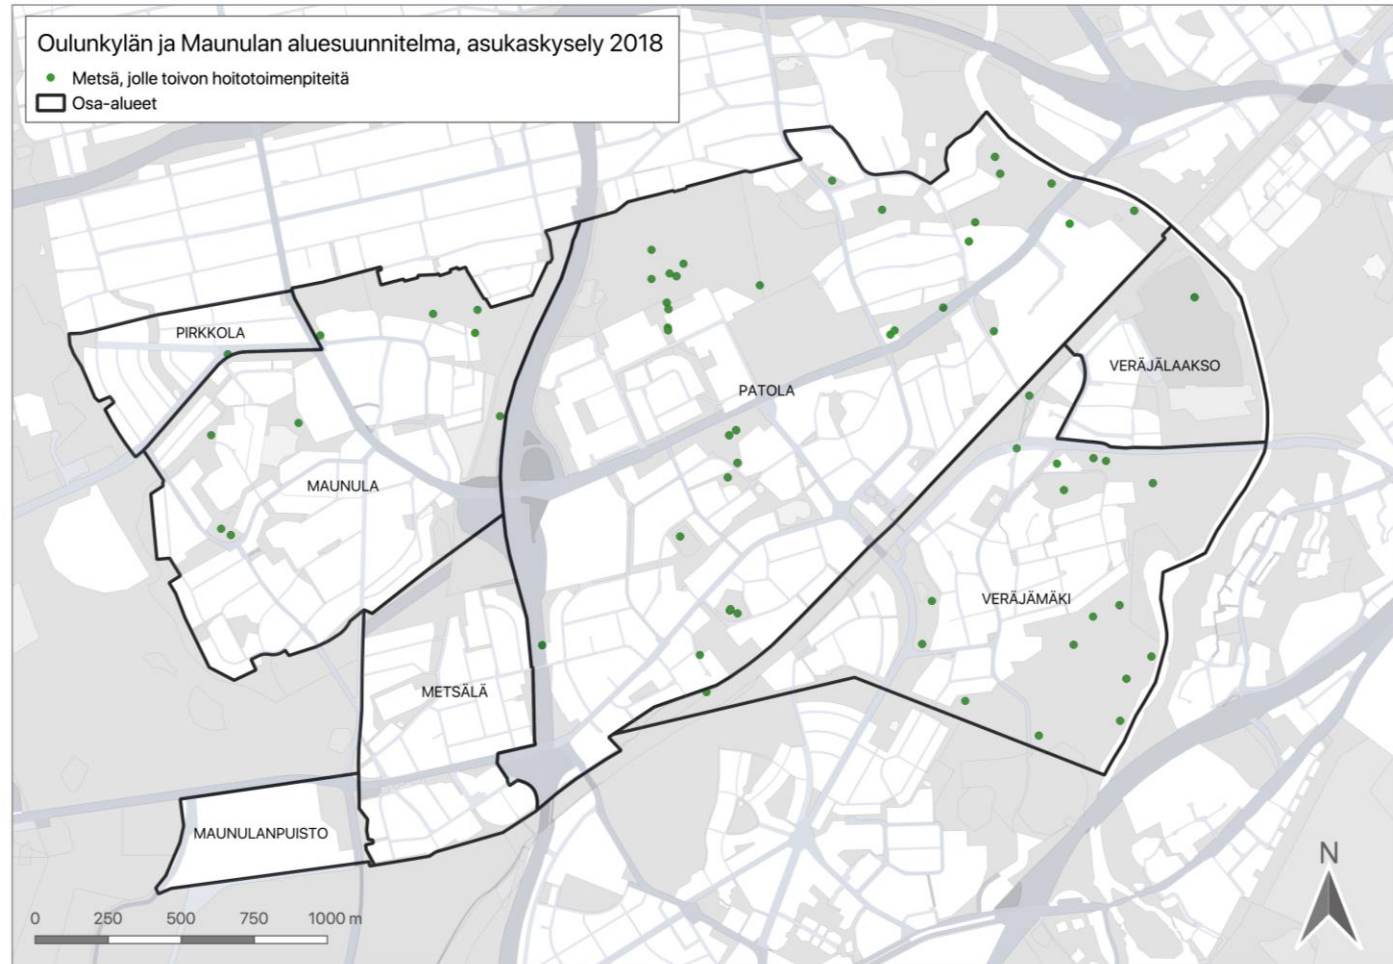 Oulunkylän ja Maunulan aluesuunnitelma, asukaskysely 2018
Metsä, jolle toivon hoitotoimenpiteitä
Osa-alueet
PIRKKOLA
VERÄJÄLAAKSO
PATOLA
MAUNULA
VERÄJÄMÄKI
METSÄLÄ
MAUNULANPUISTO
N
0 250 500 750 1000 m